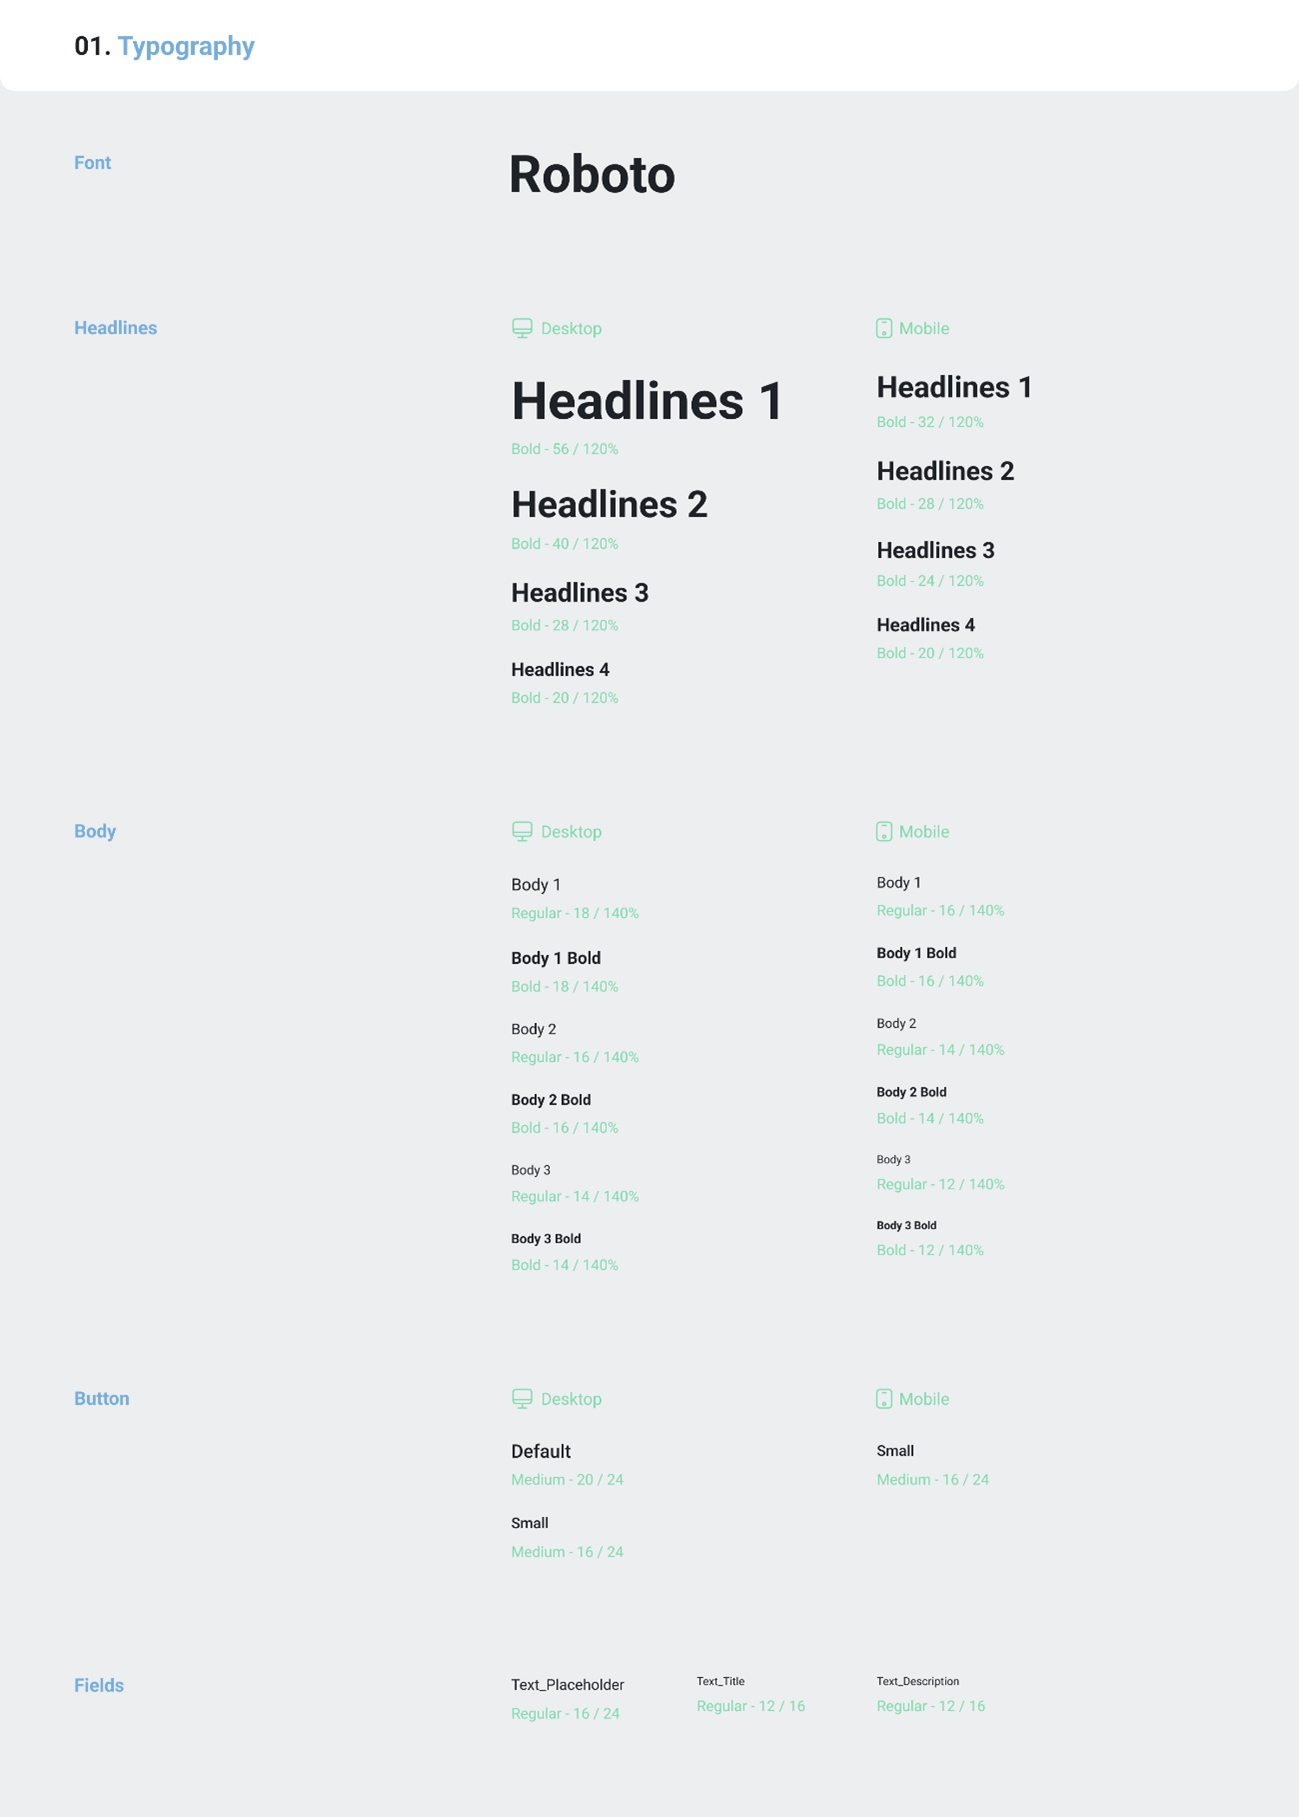 01. Typography
Font
Roboto
Headlines
Desktop
Headlines 1
Bold - 56 / 120%
Headlines 2
Bold - 40 / 120%
Headlines 3
Bold - 28 / 120%
Headlines 4
Bold - 20 / 120%
Mobile
Headlines 1
Bold - 32 / 120%
Headlines 2
Bold - 28 / 120%
Headlines 3
Bold - 24 / 120%
Headlines 4
Bold - 20 / 120%
Body
Desktop
Body 1
Regular - 18 / 140%
Body 1 Bold
Bold - 18 / 140%
Body 2
Regular - 16 / 140%
Body 2 Bold
Bold - 16 / 140%
Body 3
Regular - 14 / 140%
Body 3 Bold
Bold - 14 / 140%
Mobile
Body 1
Regular - 16 / 140%
Body 1 Bold
Bold - 16 / 140%
Body 2
Regular - 14 / 140%
Body 2 Bold
Bold - 14 / 140%
Body 3
Regular - 12 / 140%
Body 3 Bold
Bold - 12 / 140%
Button
Desktop
Default
Medium - 20 / 24
Small
Medium - 16 / 24
Mobile
Small
Medium - 16 / 24
Fields
Text_Placeholder
Regular - 16 / 24
Text_Title
Regular - 12 / 16
Text_Description
Regular - 12 / 16